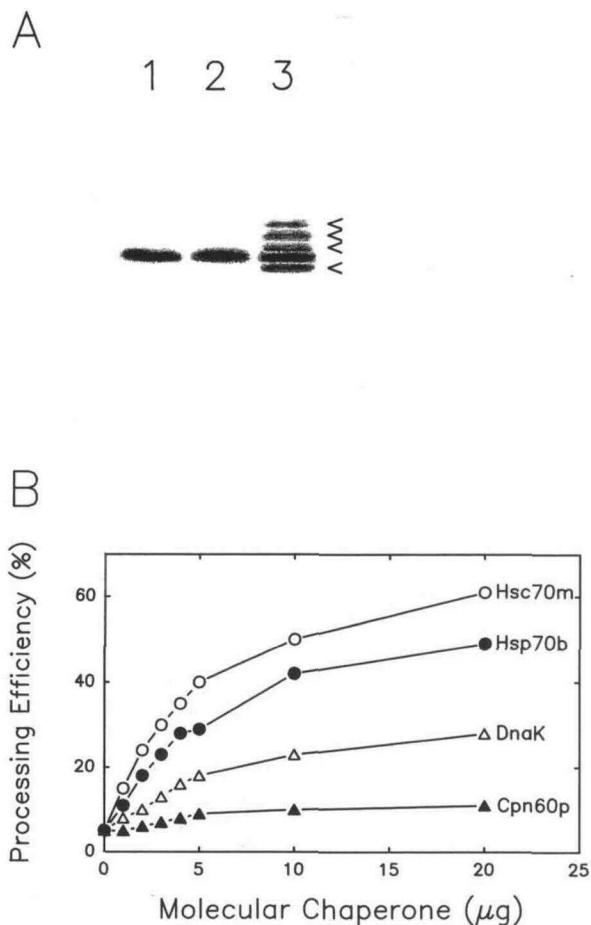 A
1 2 3
<
<
<
<
B
Processing Efficiency (%)
60
40
20
0
Hsc70m
Hsp70b
DnaK
Cpn60p
0 5 10 15 20 25
Molecular Chaperone (μg)